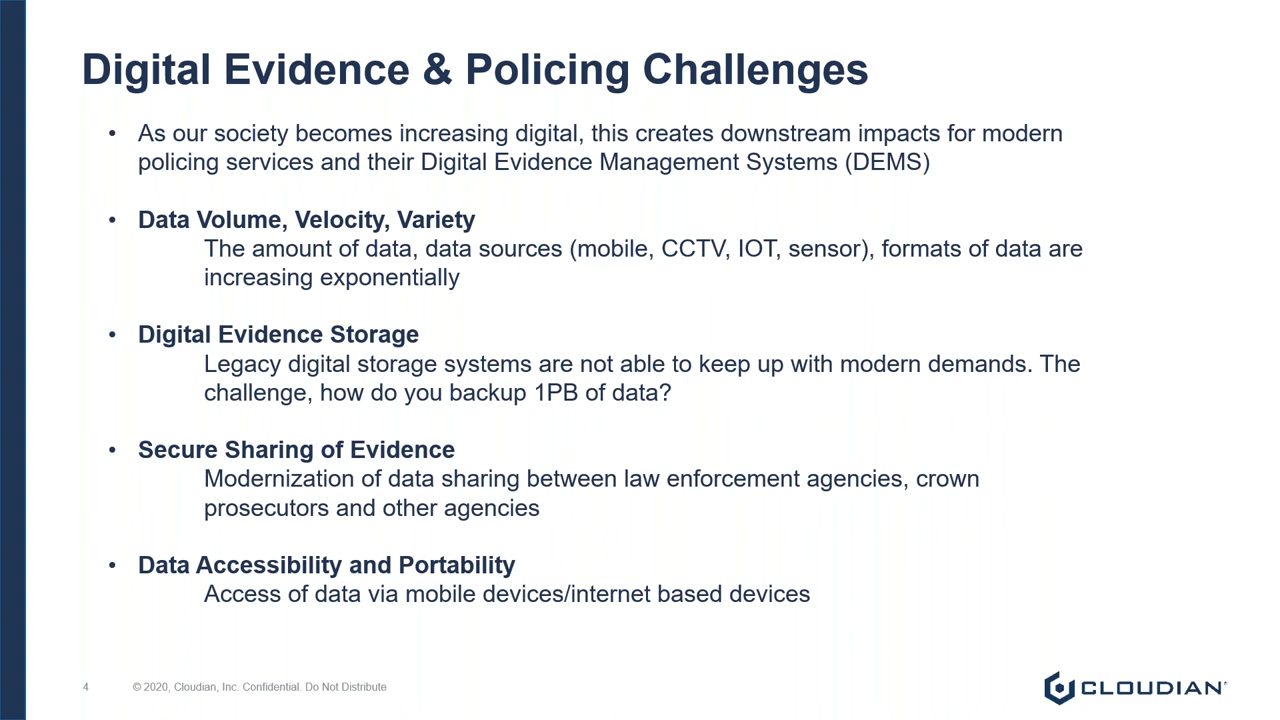 Digital Evidence & Policing Challenges
• As our society becomes increasing digital, this creates downstream impacts for modern
policing services and their Digital Evidence Management Systems (DEMS)
• Data Volume, Velocity, Variety
The amount of data, data sources (mobile, CCTV, IOT, sensor), formats of data are
increasing exponentially
• Digital Evidence Storage
Legacy digital storage systems are not able to keep up with modern demands. The
challenge, how do you backup 1PB of data?
• Secure Sharing of Evidence
Modernization of data sharing between law enforcement agencies, crown
prosecutors and other agencies
• Data Accessibility and Portability
Access of data via mobile devices/internet based devices
4 © 2020, Cloudian, Inc. Confidential. Do Not Distribute
CLOUDIAN